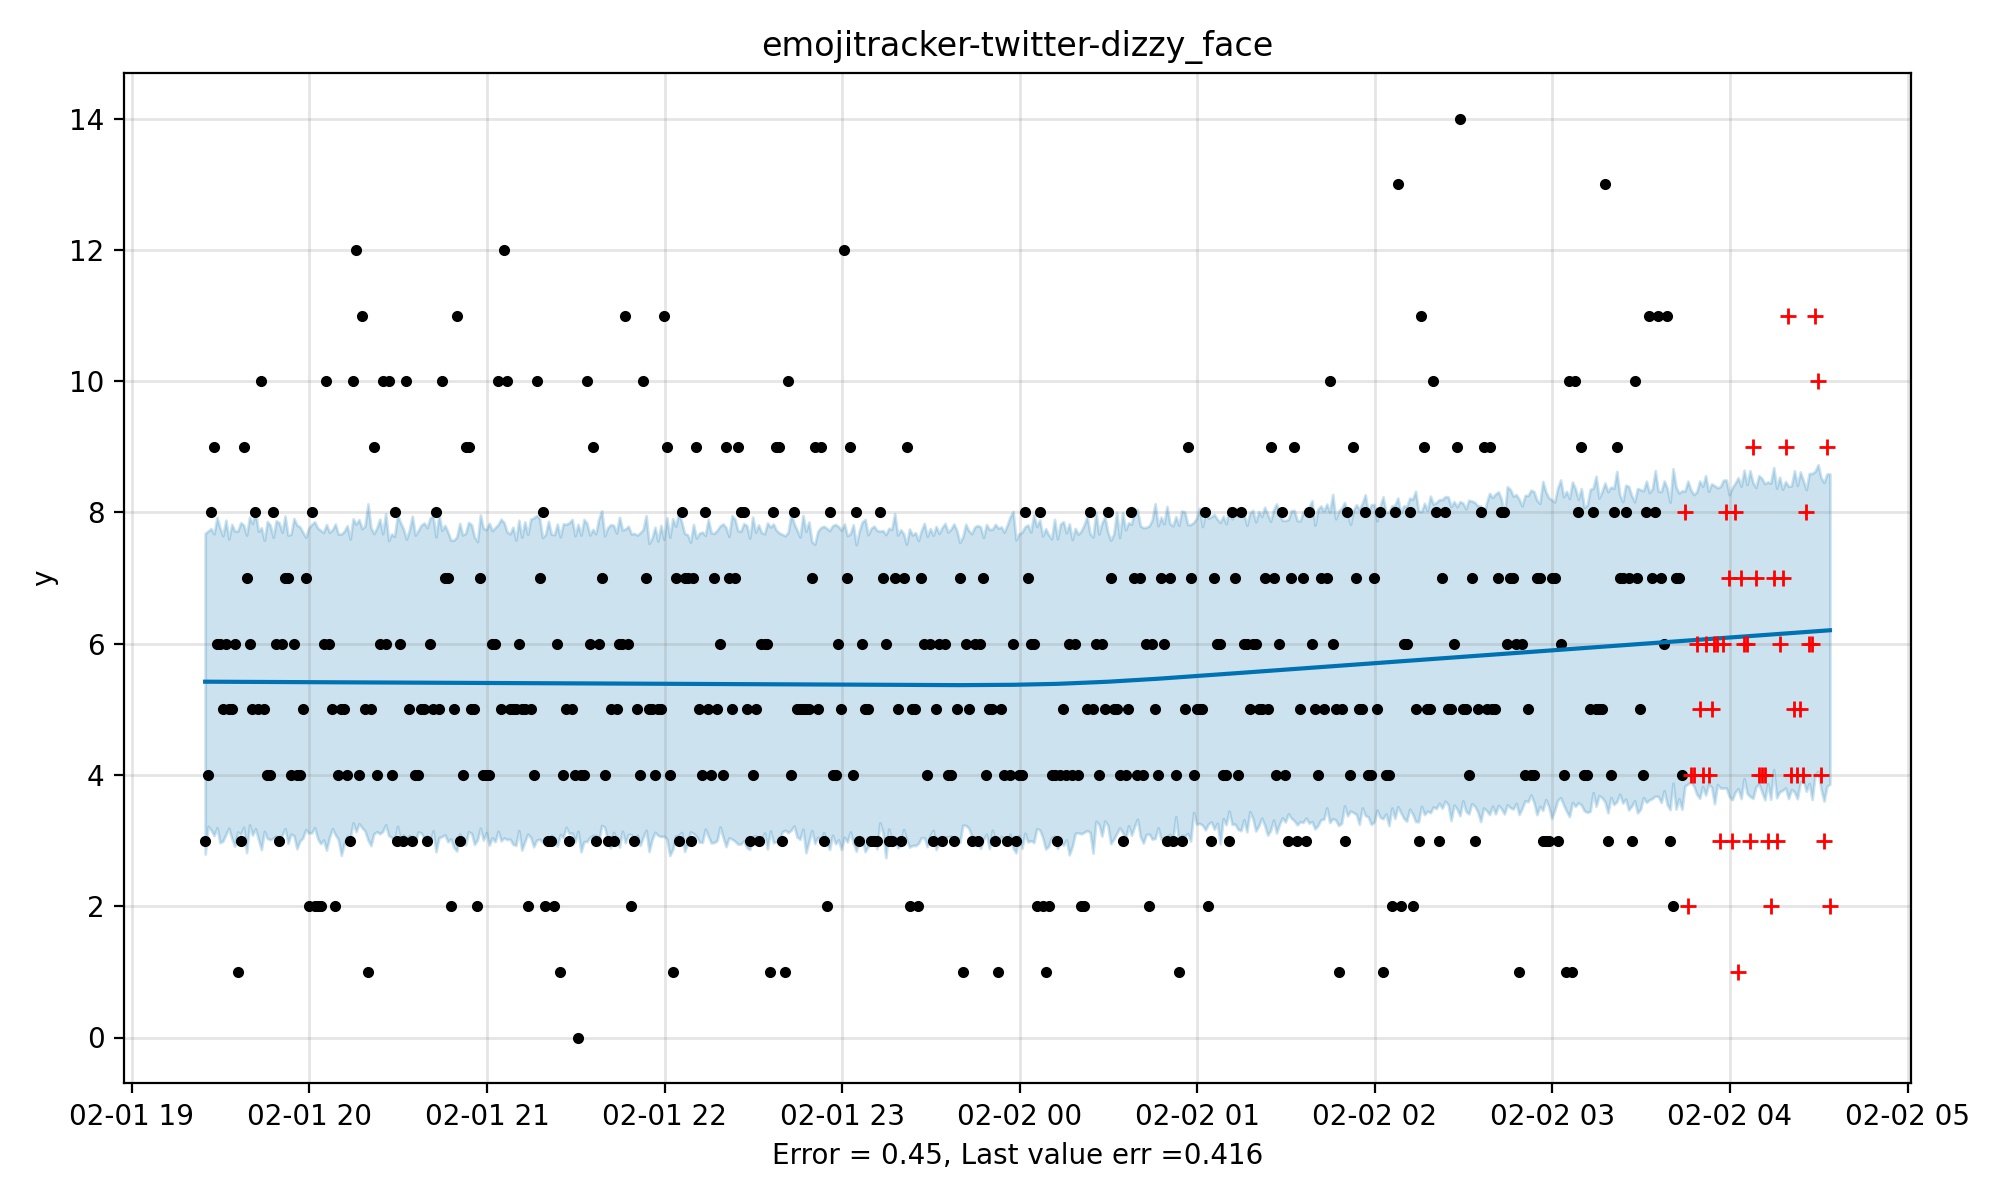 emojitracker-twitter-dizzy_face
14
12
10
8
6
4
2
0
y
02-01 19 02-01 20 02-01 21 02-01 22 02-01 23 02-02 00 02-02 01 02-02 02 02-02 03 02-02 04 02-02 05
Error = 0.45, Last value err =0.416